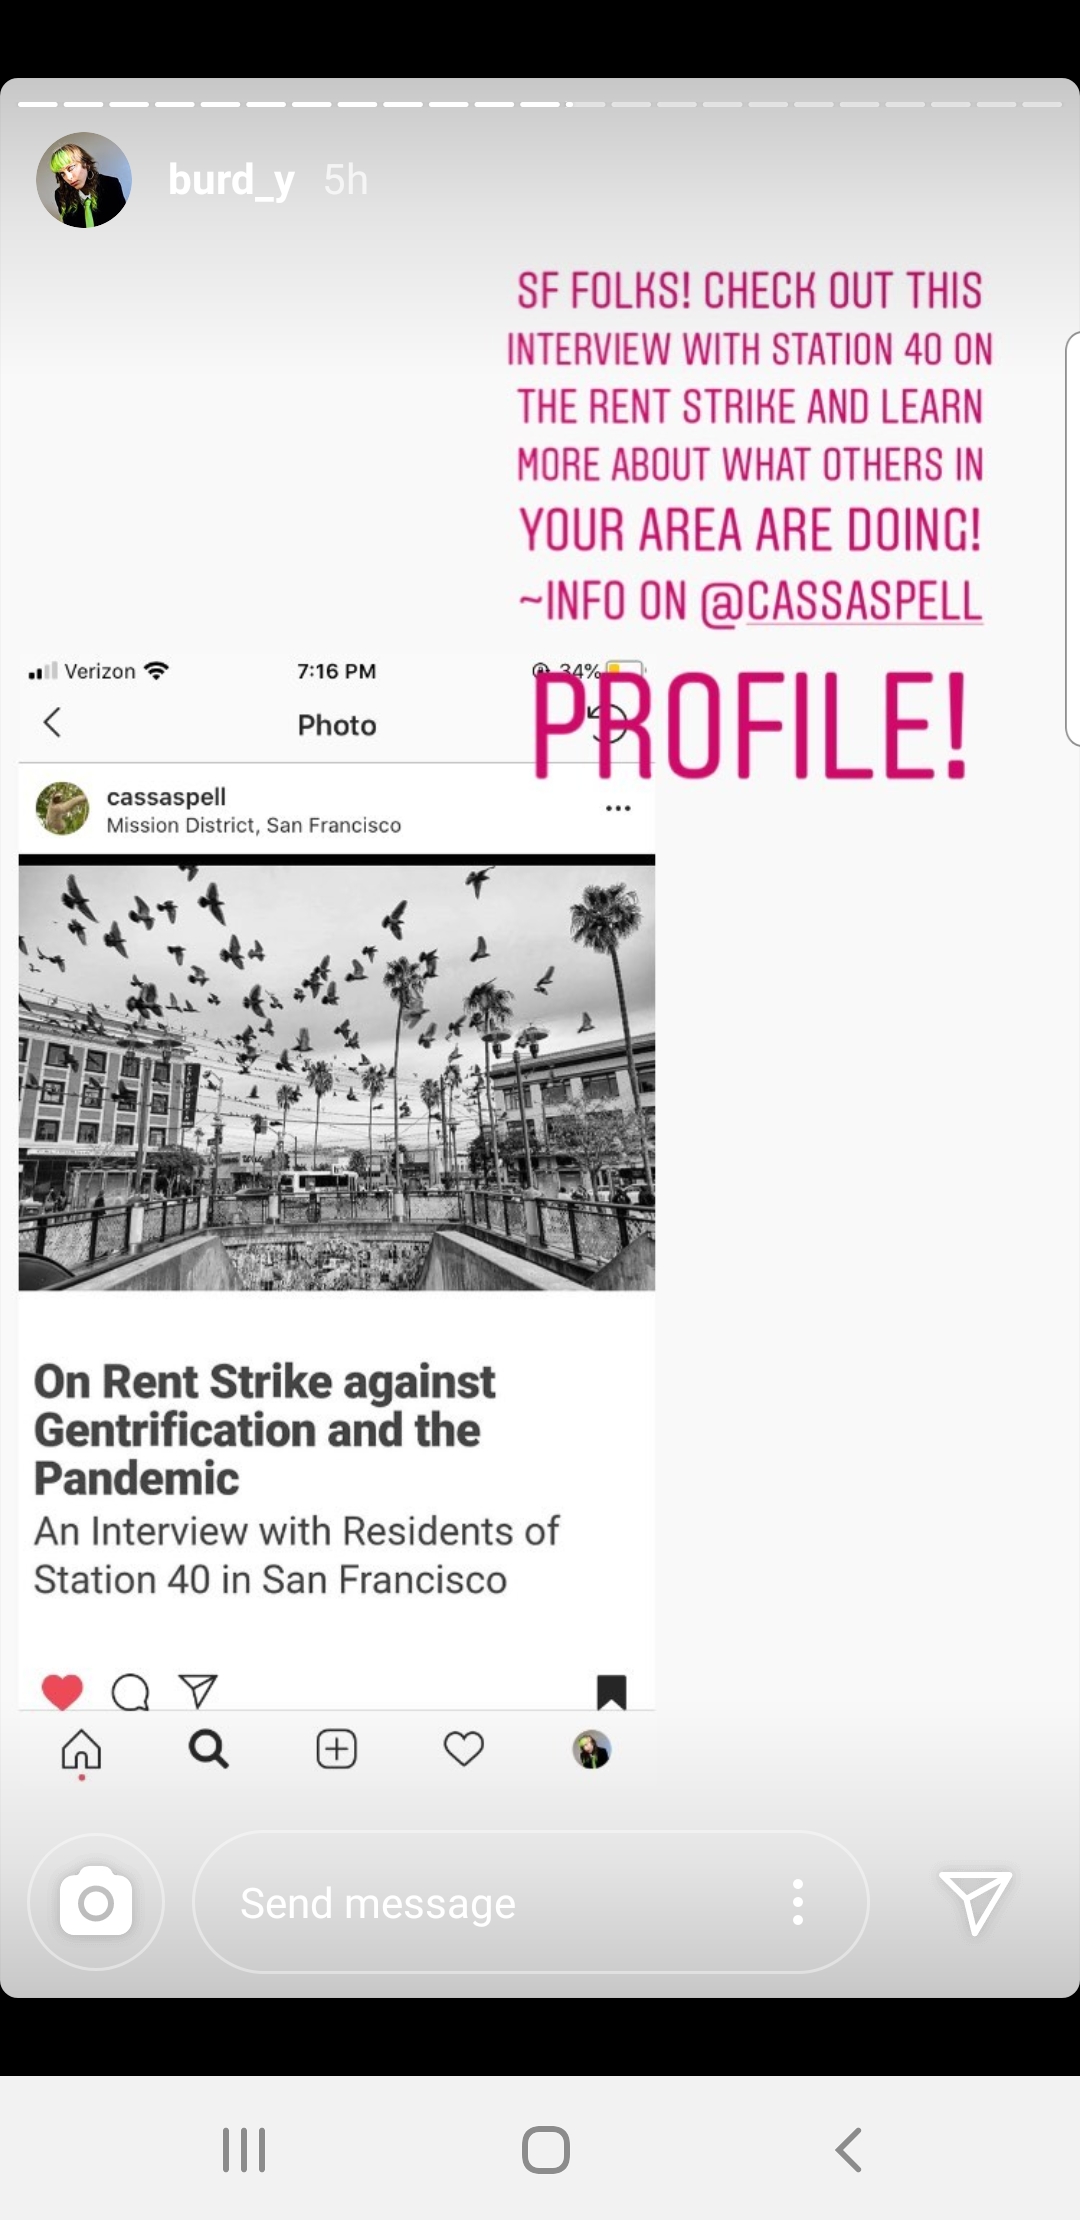 burd_y 5h
SF FOLKS! CHECK OUT THIS
INTERVIEW WITH STATION 40 ON
THE RENT STRIKE AND LEARN
MORE ABOUT WHAT OTHERS IN
YOUR AREA ARE DOING!
~INFO ON @CASSASPELL
PROFILE!
Verizon 7:16 PM 34%
Photo
cassaspell
Mission District, San Francisco
On Rent Strike against
Gentrification and the
Pandemic
An Interview with Residents of
Station 40 in San Francisco
Send message